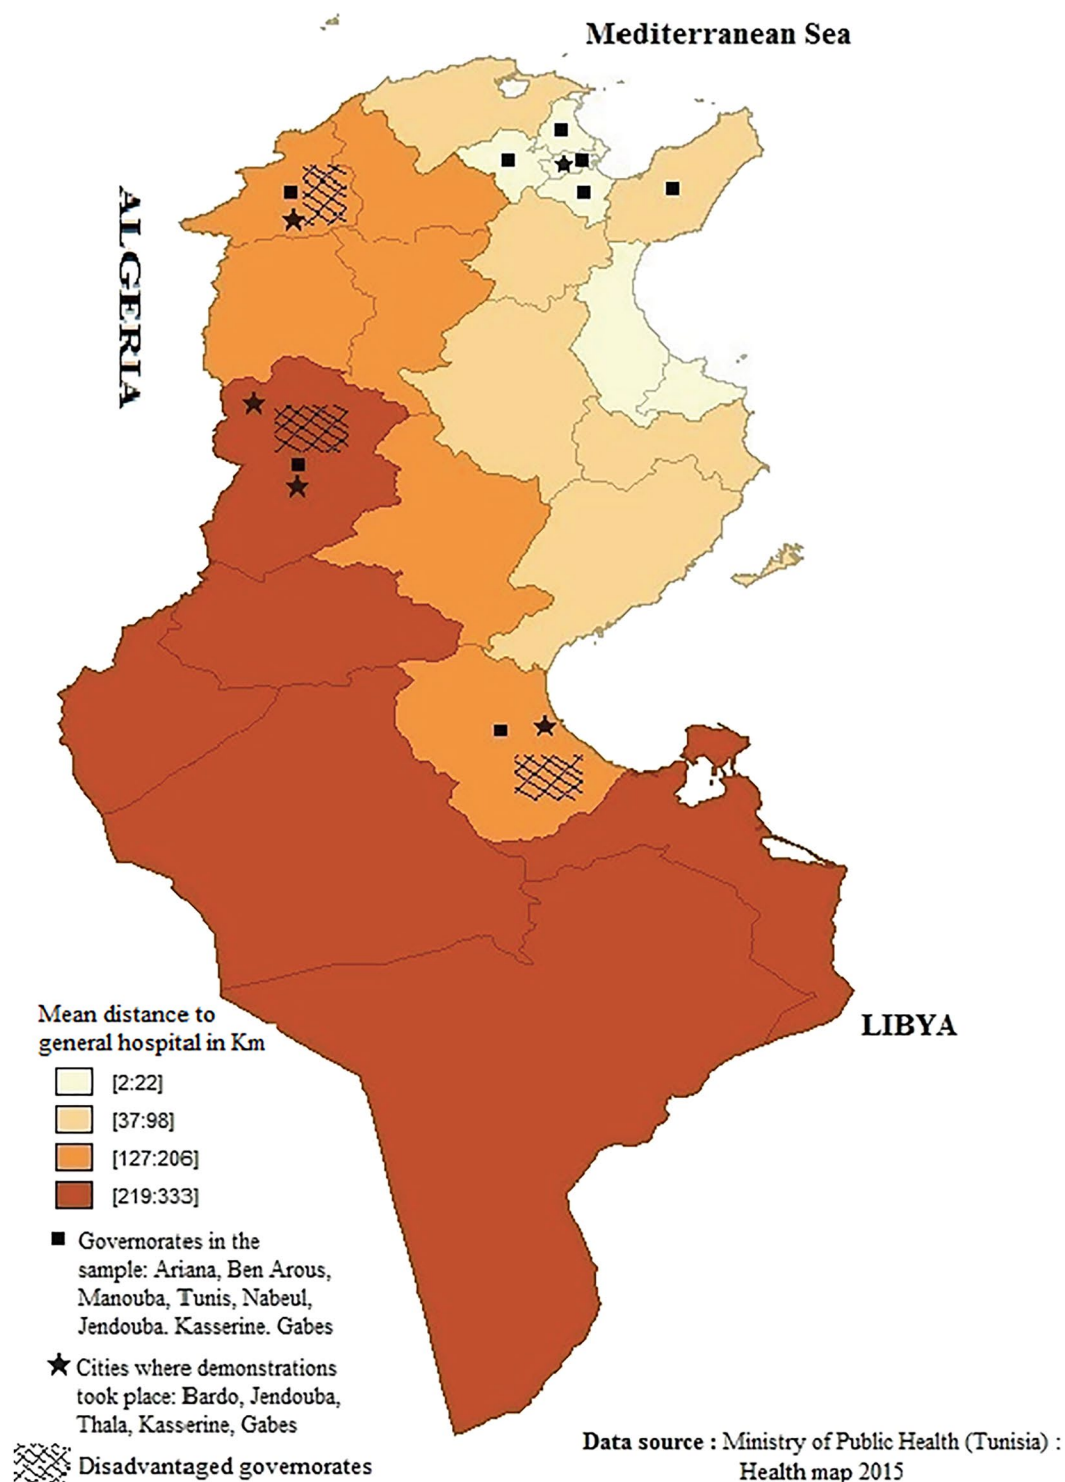 Mediterranean Sea
ALGERIA
LIBYA
Mean distance to
general hospital in Km
[2:22]
[37:98]
[127:206]
[219:333]
Governorates in the
sample: Ariana, Ben Arous,
Manouba, Tunis, Nabeul,
Jendouba. Kasserine. Gabes
Cities where demonstrations
took place: Bardo, Jendouba,
Thala, Kasserine, Gabes
Disadvantaged governorates
Data source : Ministry of Public Health (Tunisia) :
Health map 2015